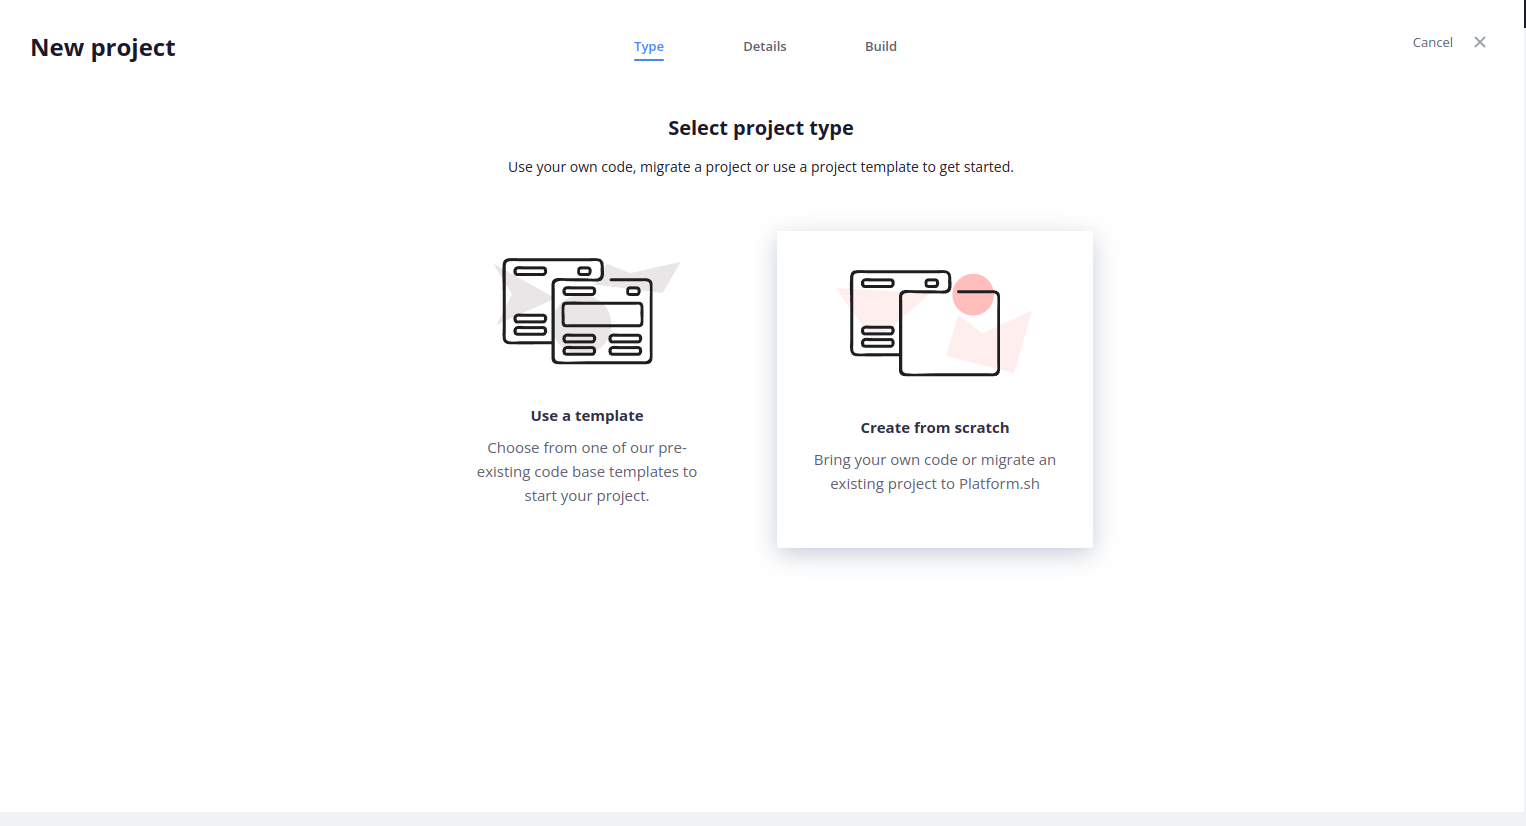 New project
Type
Details
Build
Cancel
Select project type
Use your own code, migrate a project or use a project template to get started.
Use a template
Choose from one of our pre-
existing code base templates to
start your project.
Create from scratch
Bring your own code or migrate an
existing project to Platform.sh